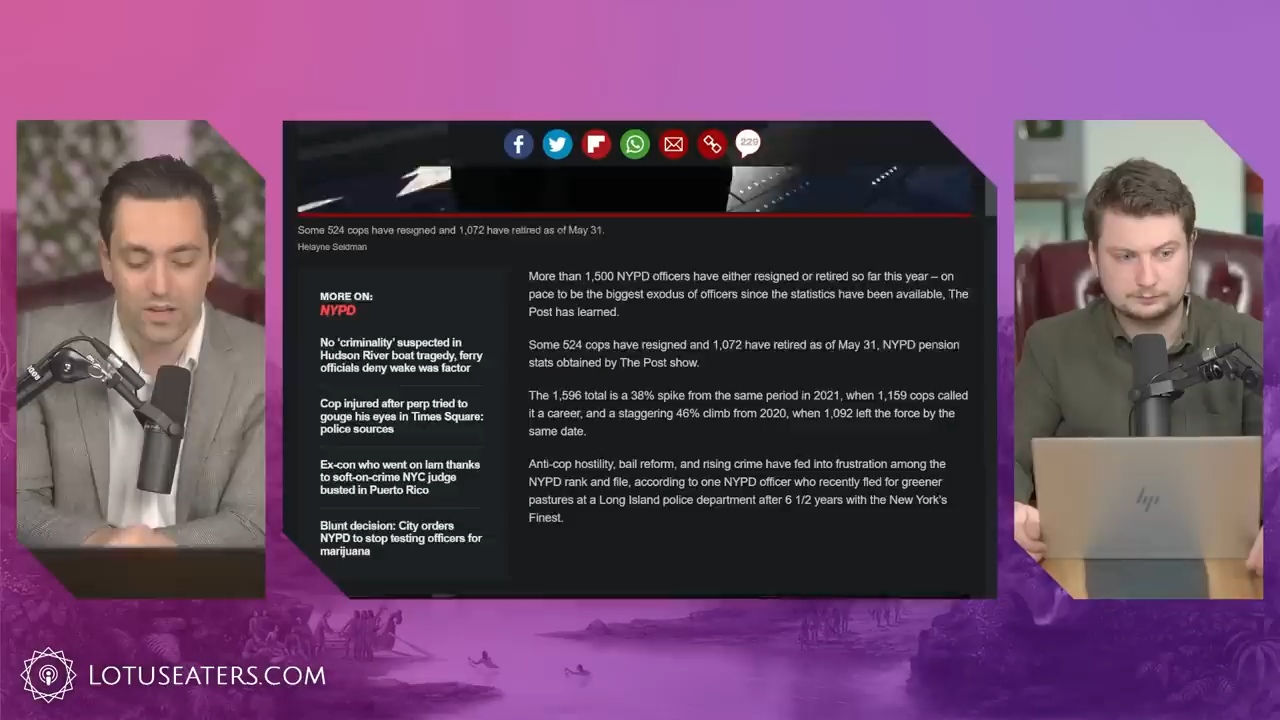 229
Some 524 cops have resigned and 1,072 have retired as of May 31.
Helayne Seidman
MORE ON:
NYPD
No ‘criminality’ suspected in
Hudson River boat tragedy, ferry
officials deny wake was factor
Cop injured after perp tried to
gouge his eyes in Times Square:
police sources
Ex-con who went on lam thanks
to soft-on-crime NYC judge
busted in Puerto Rico
Blunt decision: City orders
NYPD to stop testing officers for
marijuana
More than 1,500 NYPD officers have either resigned or retired so far this year – on
pace to be the biggest exodus of officers since the statistics have been available, The
Post has learned.
Some 524 cops have resigned and 1,072 have retired as of May 31, NYPD pension
stats obtained by The Post show.
The 1,596 total is a 38% spike from the same period in 2021, when 1,159 cops called
it a career, and a staggering 46% climb from 2020, when 1,092 left the force by the
same date.
Anti-cop hostility, bail reform, and rising crime have fed into frustration among the
NYPD rank and file, according to one NYPD officer who recently fled for greener
pastures at a Long Island police department after 6 1/2 years with the New York’s
Finest.
hp
LOTUSEATERS.COM